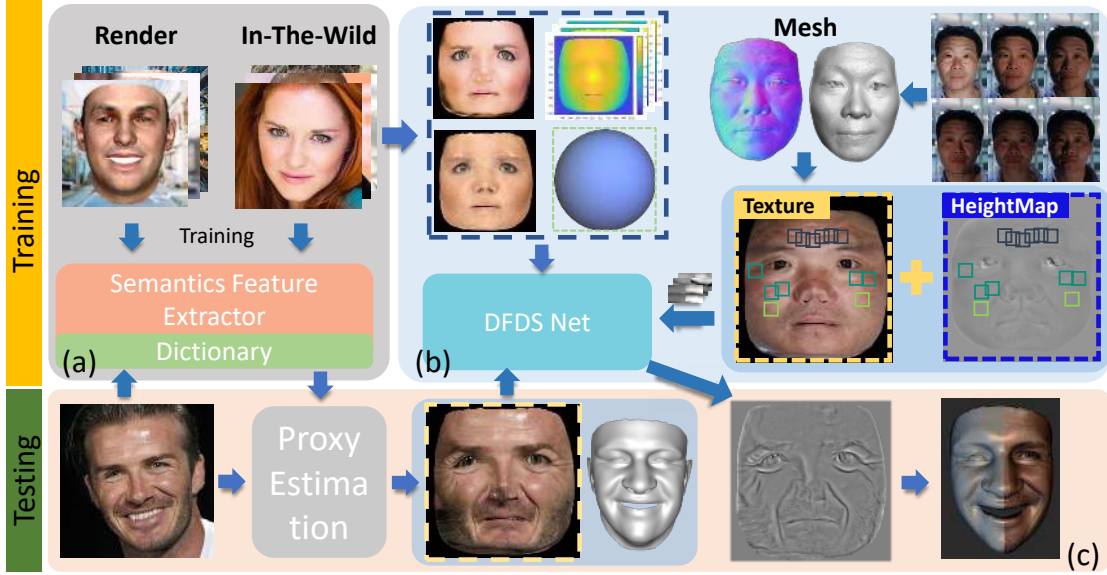 Training
Render
In-The-Wild
Training
Semantics Feature
Extractor
Dictionary
(a)
Mesh
Texture
HeightMap
DFDS Net
(b)
Testing
Proxy
Estima
tion
(c)